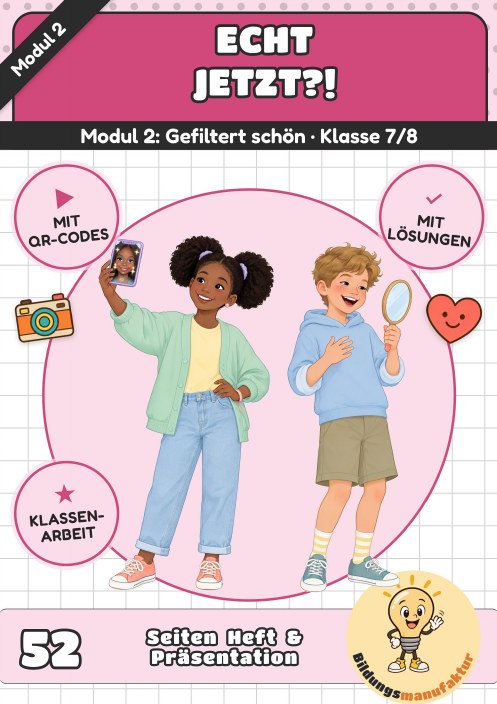 Modul 2
ECHT
JETZT?!
Modul 2: Gefiltert schön · Klasse 7/8
MIT
QR-CODES
MIT
LÖSUNGEN
KLASSEN-
ARBEIT
52
Seiten Heft &
Präsentation
Bildungsmanufaktur